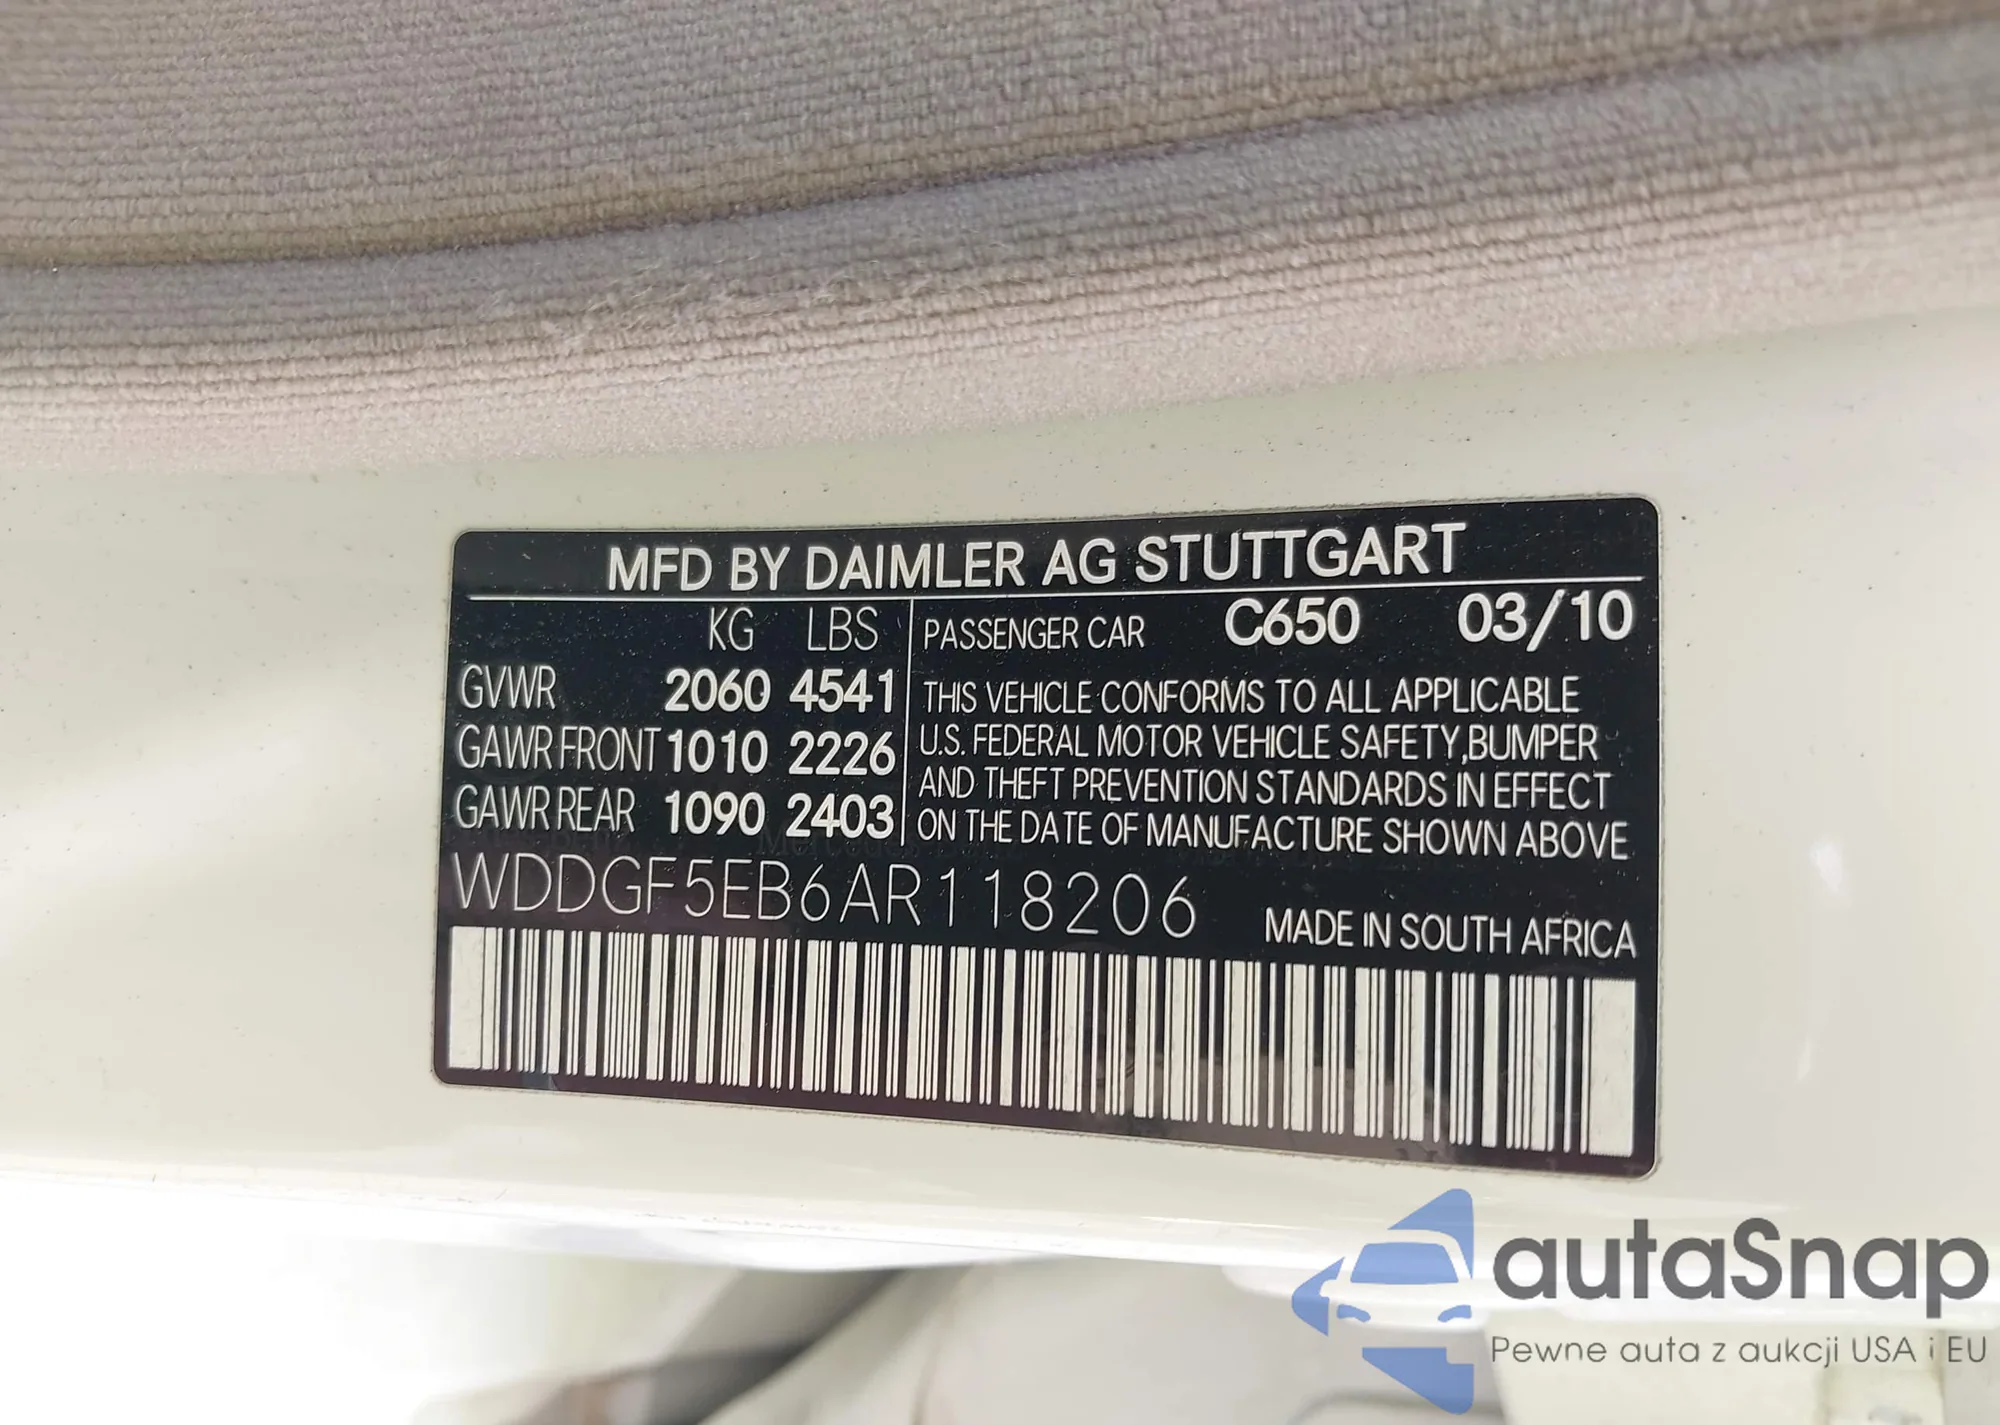 MFD BY DAIMLER AG STUTTGART
KG LBS
GVWR 2060 4541
GAWR FRONT 1010 2226
GAWR REAR 1090 2403
PASSENGER CAR C650 03/10
THIS VEHICLE CONFORMS TO ALL APPLICABLE
U.S. FEDERAL MOTOR VEHICLE SAFETY,BUMPER
AND THEFT PREVENTION STANDARDS IN EFFECT
ON THE DATE OF MANUFACTURE SHOWN ABOVE
WDDGF5EB6AR118206
MADE IN SOUTH AFRICA
autaSnap
Pewne auta z aukcji USA i EU